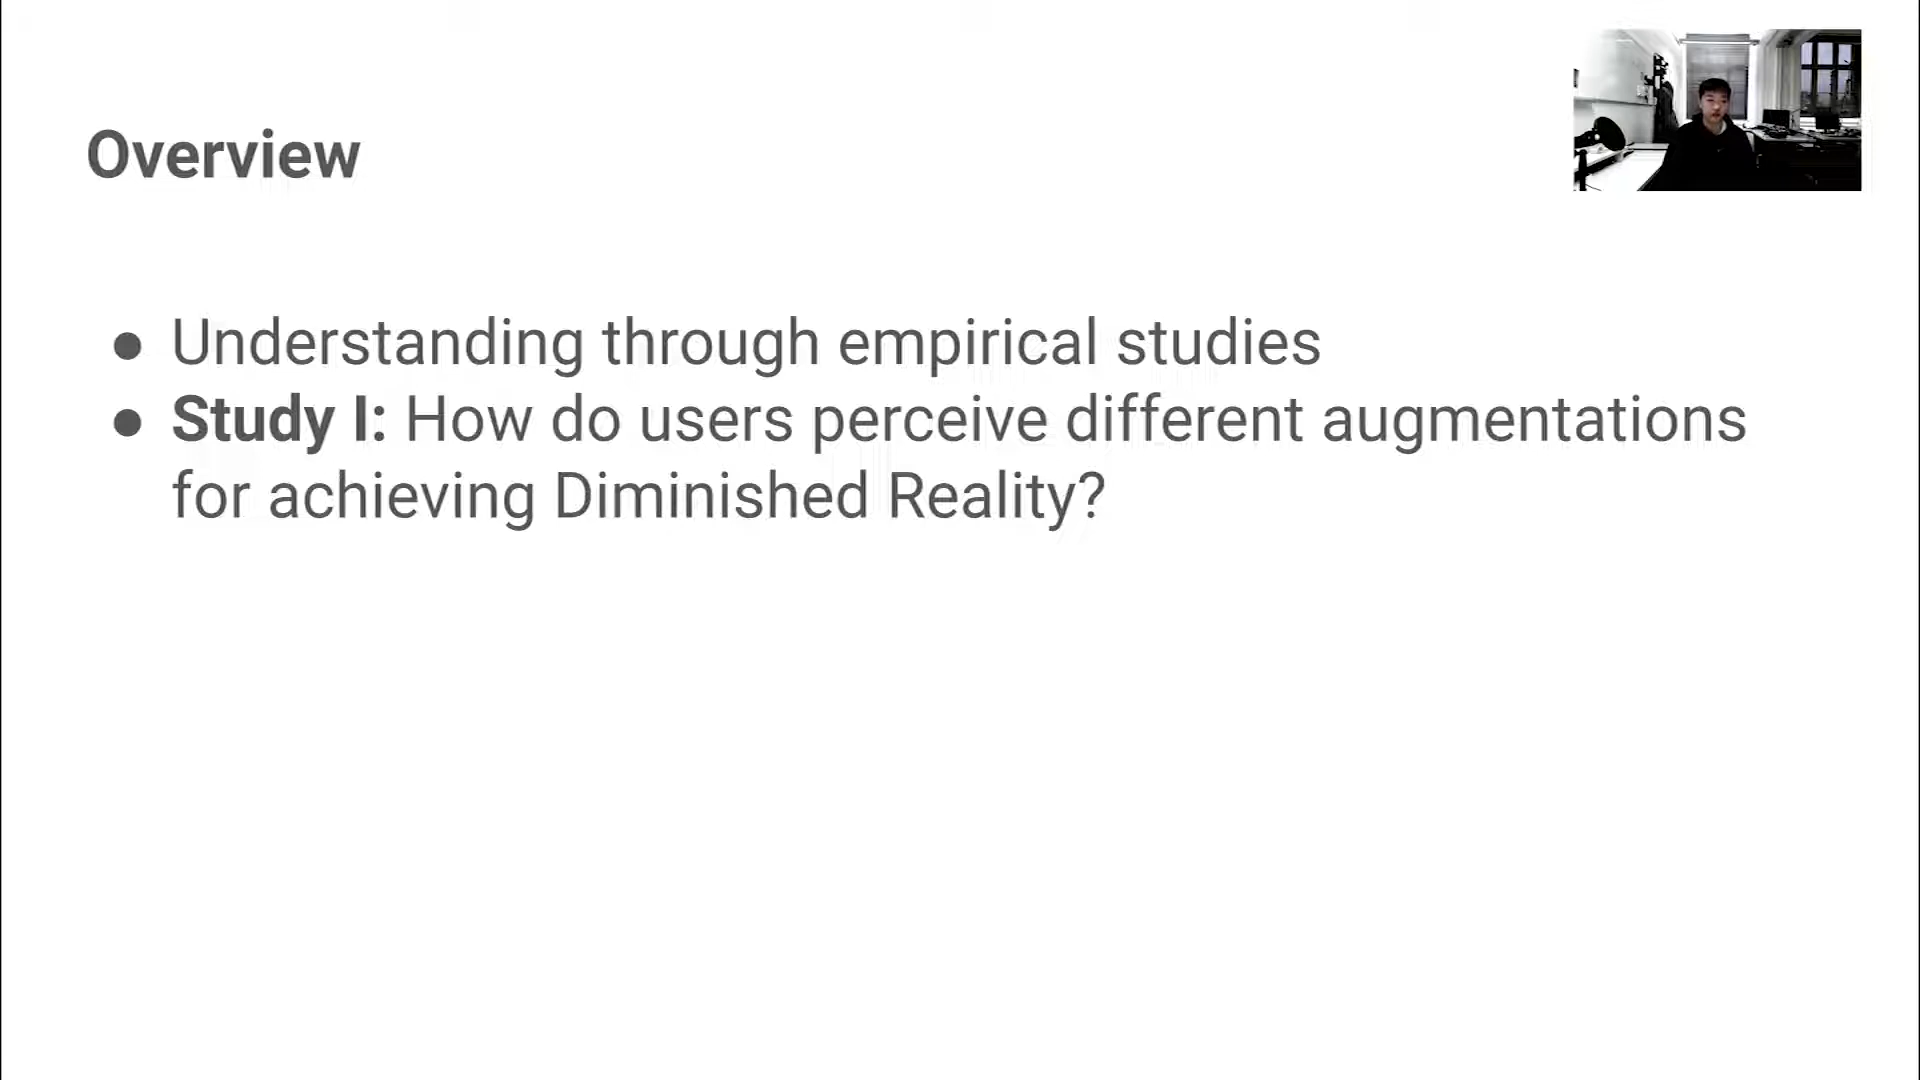 Overview
● Understanding through empirical studies
● Study I: How do users perceive different augmentations
for achieving Diminished Reality?